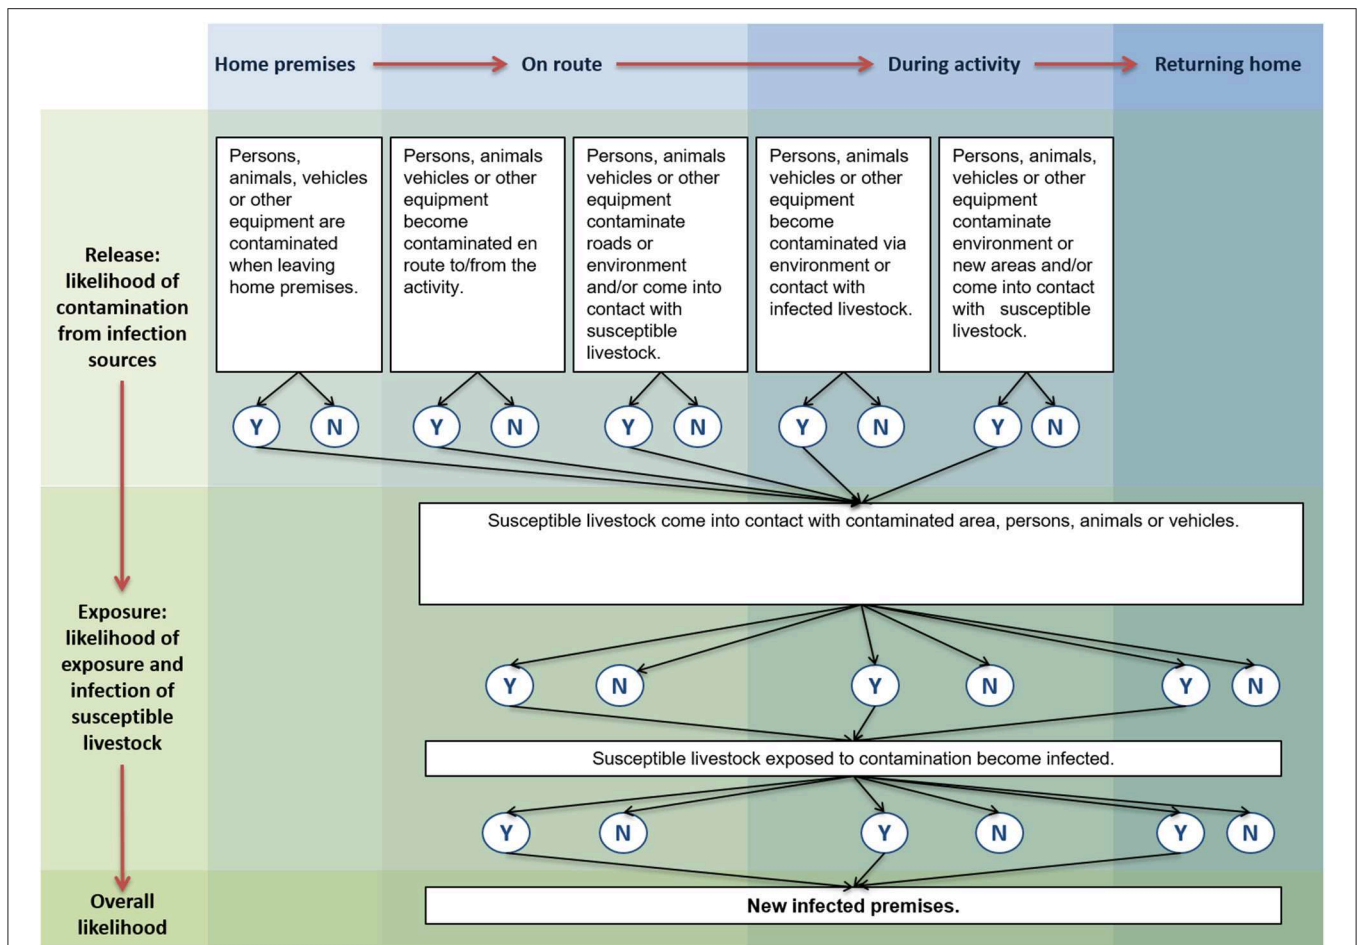 Home premises
On route
During activity
Returning home
Release:
likelihood of
contamination
from infection
sources
Persons,
animals, vehicles
or other
equipment are
contaminated
when leaving
home premises.
Persons, animals
vehicles or other
equipment
become
contaminated en
route to/from the
activity.
Persons, animals
vehicles or other
equipment
contaminate
roads or
environment
and/or come into
contact with
susceptible
livestock.
Persons, animals
vehicles or other
equipment
become
contaminated via
environment or
contact with
infected livestock.
Persons, animals,
vehicles or other
equipment
contaminate
environment or
new areas and/or
come into contact
with susceptible
livestock.
Y N Y N Y N Y N Y N
Exposure:
likelihood of
exposure and
infection of
susceptible
livestock
Susceptible livestock come into contact with contaminated area, persons, animals or vehicles.
Y N Y N Y N
Susceptible livestock exposed to contamination become infected.
Y N Y N Y N
Overall
likelihood
New infected premises.